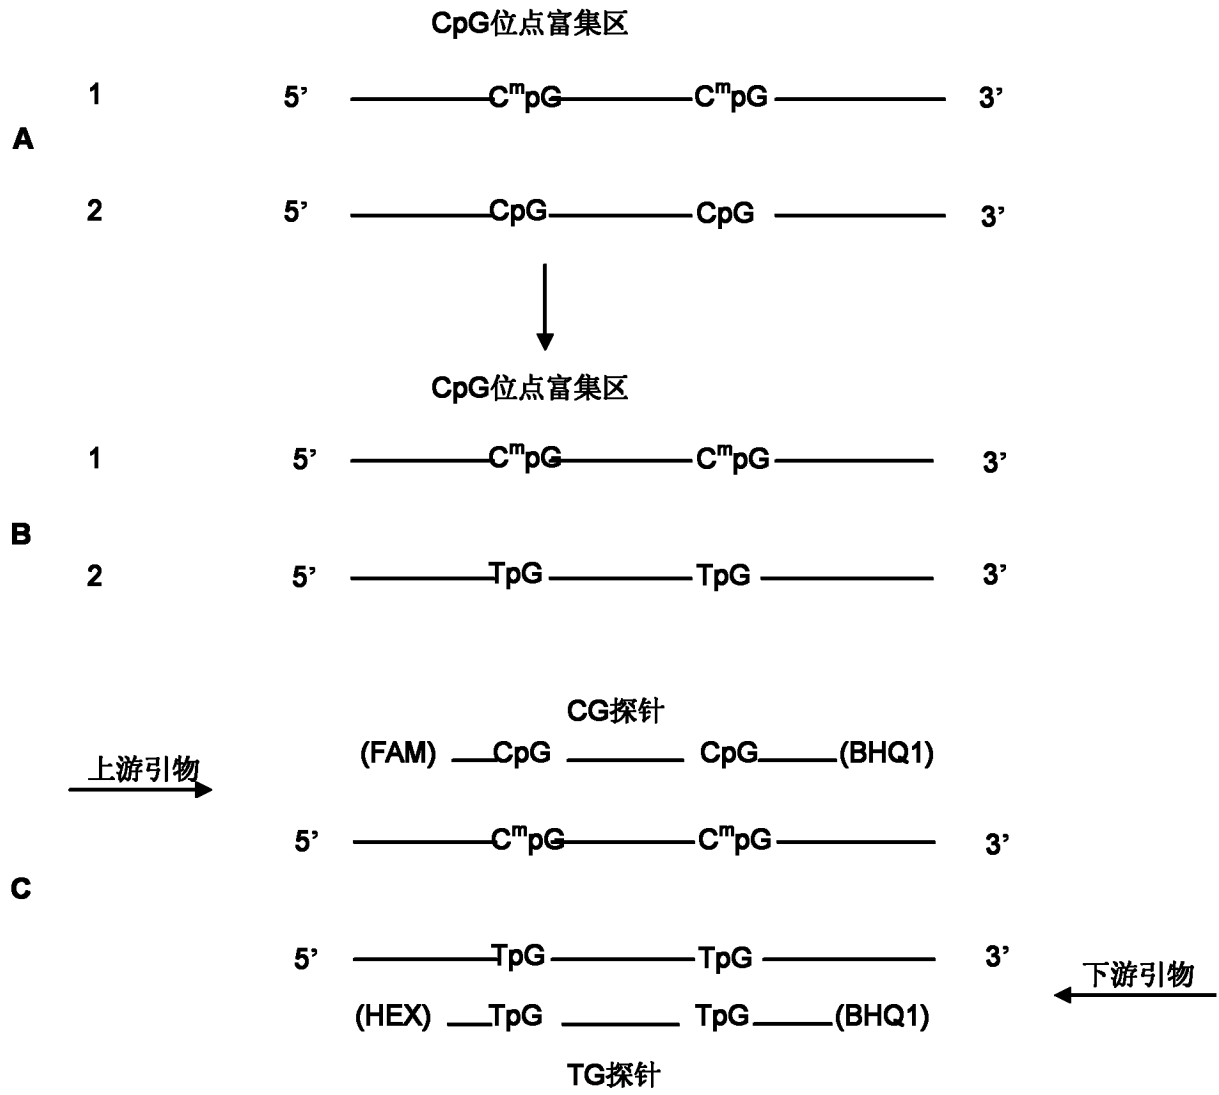 CpG位点富集区
1 5’ CᵐpG CᵐpG 3’
A
2 5’ CpG CpG 3’
CpG位点富集区
1 5’ CᵐpG CᵐpG 3’
B
2 5’ TpG TpG 3’
CG探针
上游引物 (FAM) CpG CpG (BHQ1)
5’ CᵐpG CᵐpG 3’
C
5’ TpG TpG 3’
下游引物
(HEX) TpG TpG (BHQ1)
TG探针